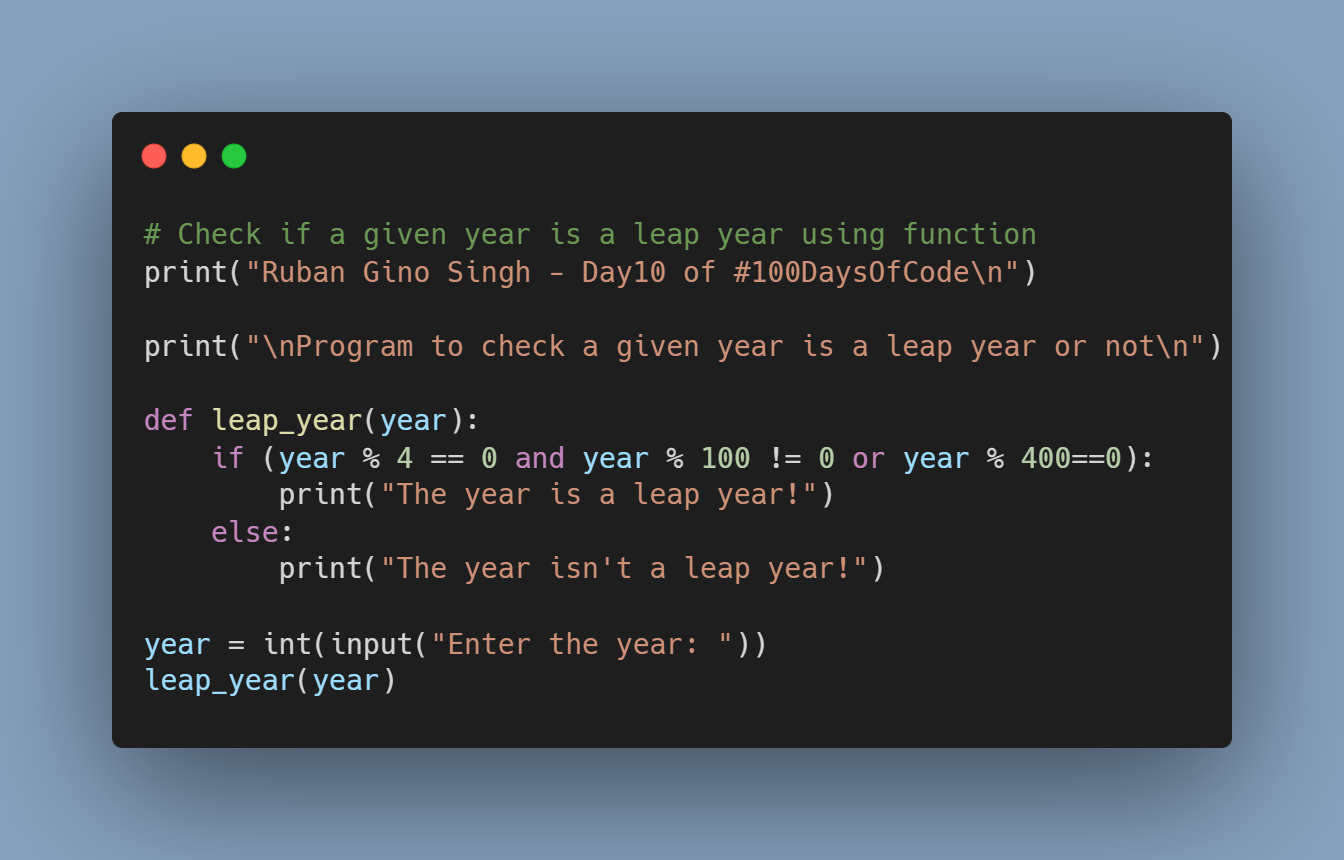 # Check if a given year is a leap year using function
print("Ruban Gino Singh - Day10 of #100DaysOfCode\n")
print("\nProgram to check a given year is a leap year or not\n")
def leap_year(year):
    if (year % 4 == 0 and year % 100 != 0 or year % 400==0):
        print("The year is a leap year!")
    else:
        print("The year isn't a leap year!")
year = int(input("Enter the year: "))
leap_year(year)